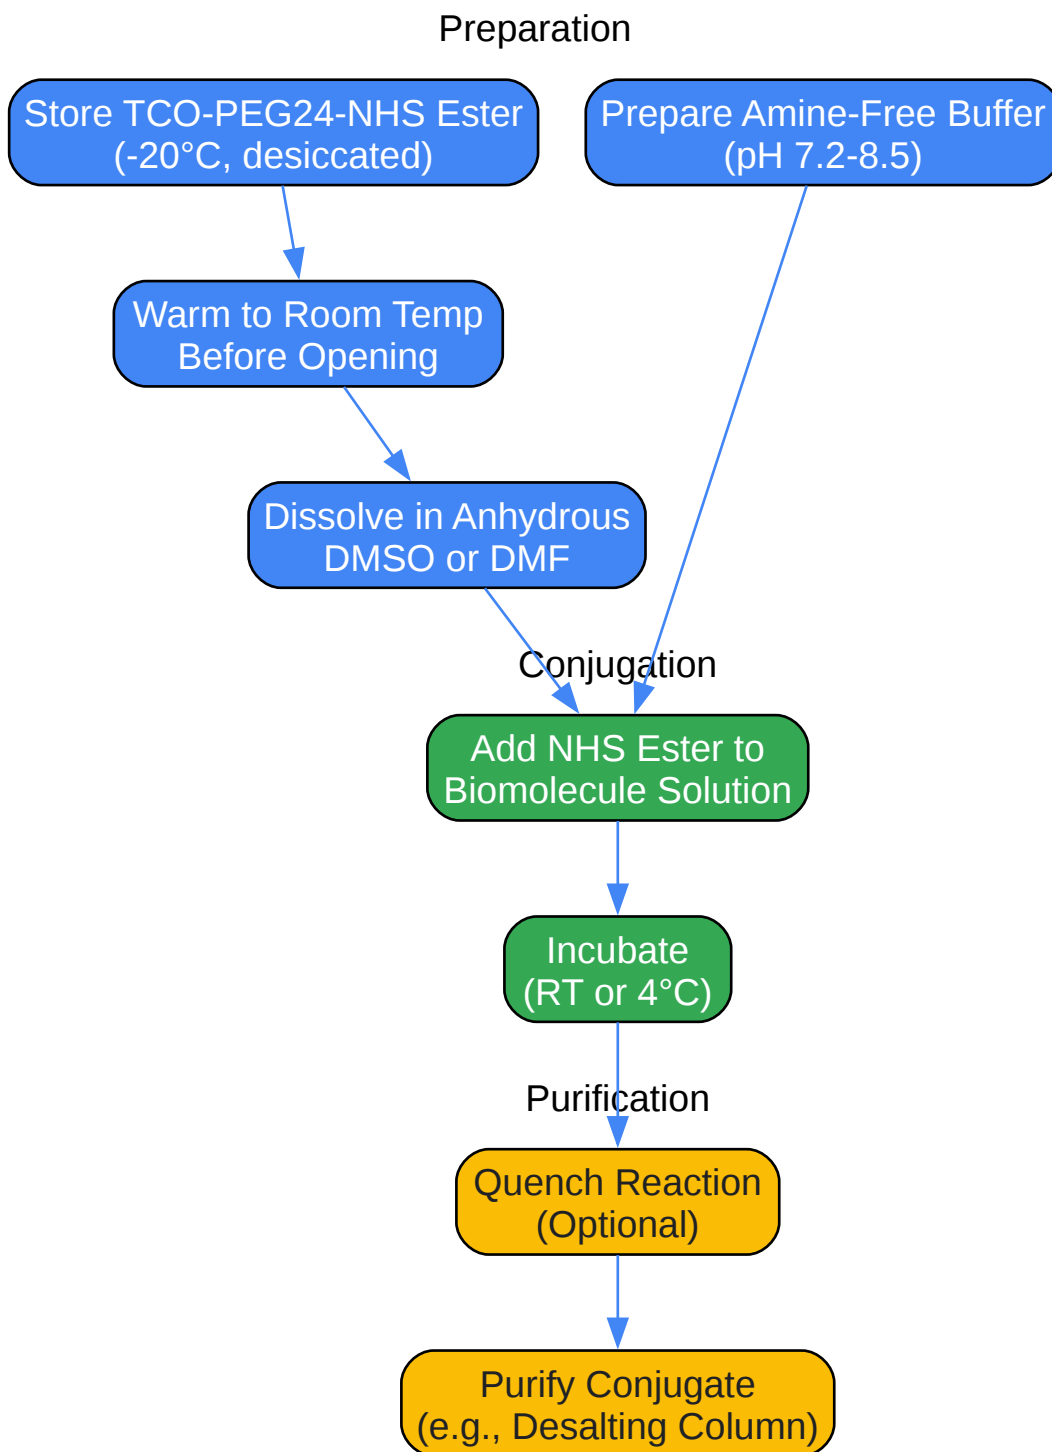 Preparation
Store TCO-PEG24-NHS Ester
(-20°C, desiccated)
Prepare Amine-Free Buffer
(pH 7.2-8.5)
Warm to Room Temp
Before Opening
Dissolve in Anhydrous
DMSO or DMF
Conjugation
Add NHS Ester to
Biomolecule Solution
Incubate
(RT or 4°C)
Purification
Quench Reaction
(Optional)
Purify Conjugate
(e.g., Desalting Column)